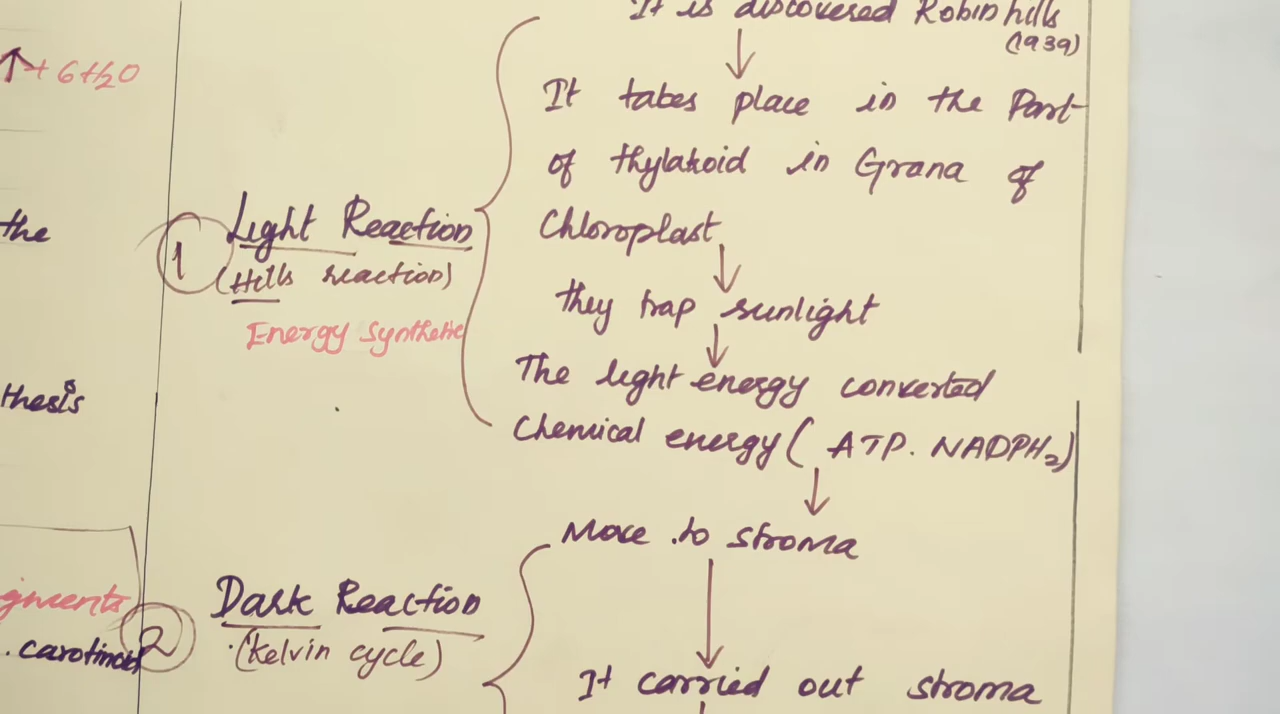 It is discovered Robin hills
(1939)
↑ + 6H2O
It takes place in the Part
of thylakoid in Grana of
Chloroplast
the
1 Light Reaction
(Hills reaction)
Energy Synthetic
they trap sunlight
The light energy converted
Chemical energy ( ATP. NADPH2)
thesis
Move to stroma
gments
. carotinoid
2 Dark Reaction
(Kelvin cycle)
It carried out stroma